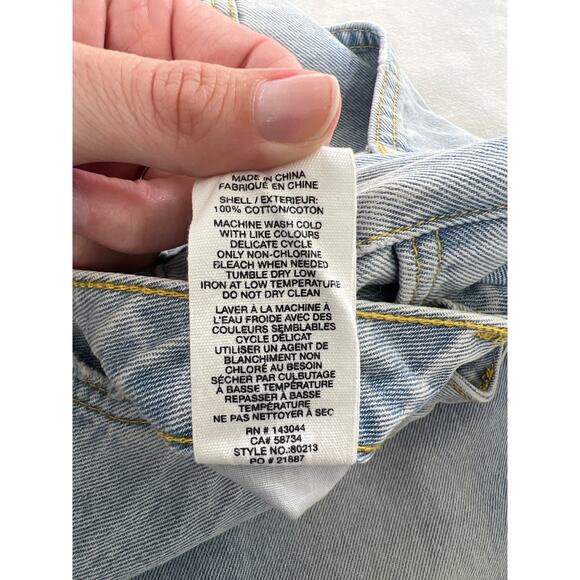 MADE IN CHINA
FABRIQUÉ EN CHINE
SHELL / EXTERIEUR:
100% COTTON/COTON
MACHINE WASH COLD
WITH LIKE COLOURS
DELICATE CYCLE
ONLY NON-CHLORINE
BLEACH WHEN NEEDED
TUMBLE DRY LOW
IRON AT LOW TEMPERATURE
DO NOT DRY CLEAN
LAVER À LA MACHINE À
L'EAU FROIDE AVEC DES
COULEURS SEMBLABLES
CYCLE DÉLICAT
UTILISER UN AGENT DE
BLANCHIMENT NON
CHLORÉ AU BESOIN
SÉCHER PAR CULBUTAGE
À BASSE TEMPÉRATURE
REPASSER À BASSE
TEMPÉRATURE
NE PAS NETTOYER À SEC
RN # 143044
CA# 58734
STYLE NO.:80213
PO # 21887